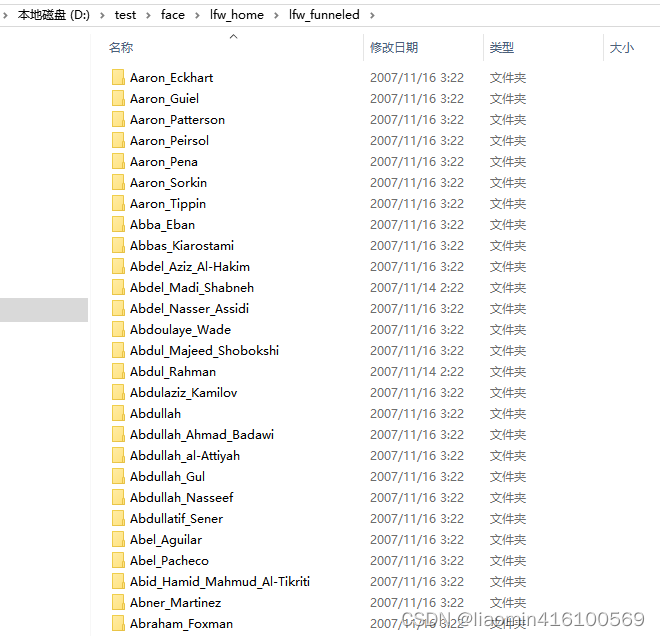 本地磁盘 (D:) > test > face > lfw_home > lfw_funneled >
名称 修改日期 类型 大小
Aaron_Eckhart 2007/11/16 3:22 文件夹
Aaron_Guiel 2007/11/16 3:22 文件夹
Aaron_Patterson 2007/11/16 3:22 文件夹
Aaron_Peirsol 2007/11/16 3:22 文件夹
Aaron_Pena 2007/11/16 3:22 文件夹
Aaron_Sorkin 2007/11/16 3:22 文件夹
Aaron_Tippin 2007/11/16 3:22 文件夹
Abba_Eban 2007/11/16 3:22 文件夹
Abbas_Kiarostami 2007/11/16 3:22 文件夹
Abdel_Aziz_Al-Hakim 2007/11/16 3:22 文件夹
Abdel_Madi_Shabneh 2007/11/14 2:22 文件夹
Abdel_Nasser_Assidi 2007/11/16 3:22 文件夹
Abdoulaye_Wade 2007/11/16 3:22 文件夹
Abdul_Majeed_Shobokshi 2007/11/16 3:22 文件夹
Abdul_Rahman 2007/11/14 2:22 文件夹
Abdulaziz_Kamilov 2007/11/16 3:22 文件夹
Abdullah 2007/11/16 3:22 文件夹
Abdullah_Ahmad_Badawi 2007/11/16 3:22 文件夹
Abdullah_al-Attiyah 2007/11/16 3:22 文件夹
Abdullah_Gul 2007/11/16 3:22 文件夹
Abdullah_Nasseef 2007/11/16 3:22 文件夹
Abdullatif_Sener 2007/11/16 3:22 文件夹
Abel_Aguilar 2007/11/16 3:22 文件夹
Abel_Pacheco 2007/11/16 3:22 文件夹
Abid_Hamid_Mahmud_Al-Tikriti 2007/11/16 3:22 文件夹
Abner_Martinez 2007/11/16 3:22 文件夹
Abraham_Foxman 2007/11/16 3:22 文件夹